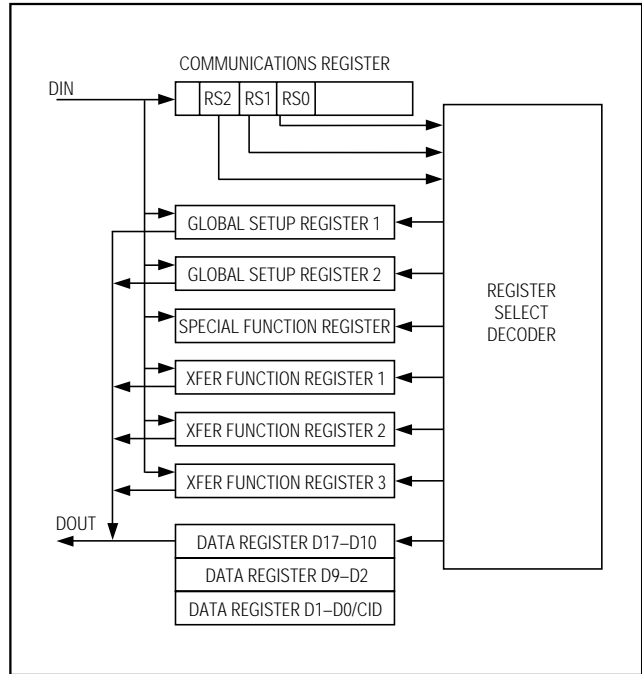 COMMUNICATIONS REGISTER
DIN
RS2 RS1 RS0
GLOBAL SETUP REGISTER 1
GLOBAL SETUP REGISTER 2
SPECIAL FUNCTION REGISTER
XFER FUNCTION REGISTER 1
XFER FUNCTION REGISTER 2
XFER FUNCTION REGISTER 3
REGISTER
SELECT
DECODER
DOUT
DATA REGISTER D17–D10
DATA REGISTER D9–D2
DATA REGISTER D1–D0/CID